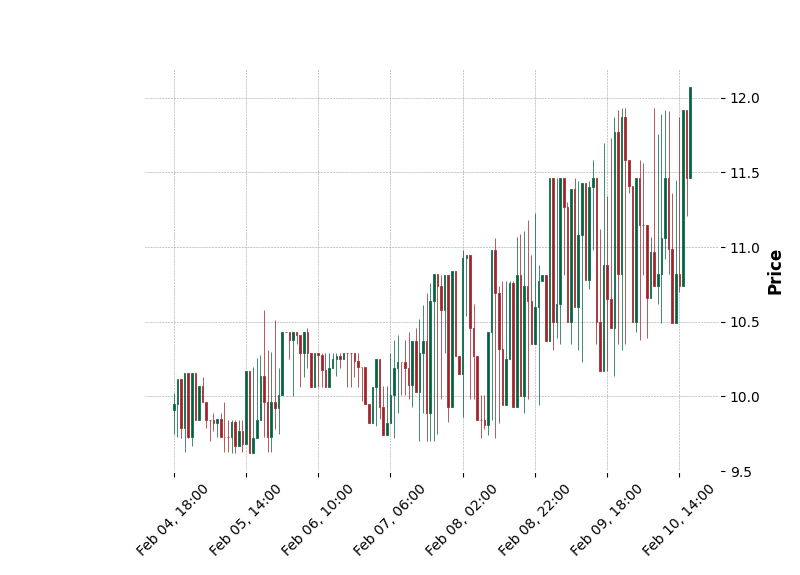 12.0
11.5
11.0
10.5
10.0
9.5
Price
Feb 04, 18:00
Feb 05, 14:00
Feb 06, 10:00
Feb 07, 06:00
Feb 08, 02:00
Feb 08, 22:00
Feb 09, 18:00
Feb 10, 14:00